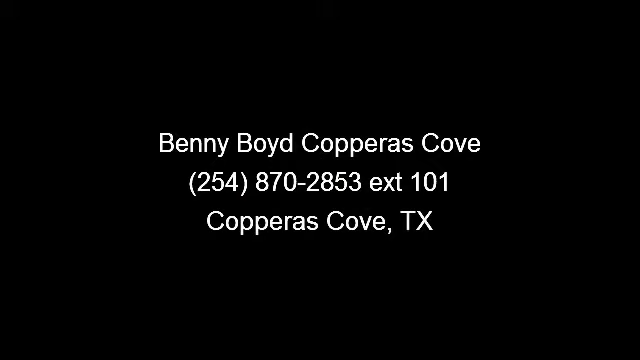 Benny Boyd Copperas Cove
(254) 870-2853 ext 101
Copperas Cove, TX